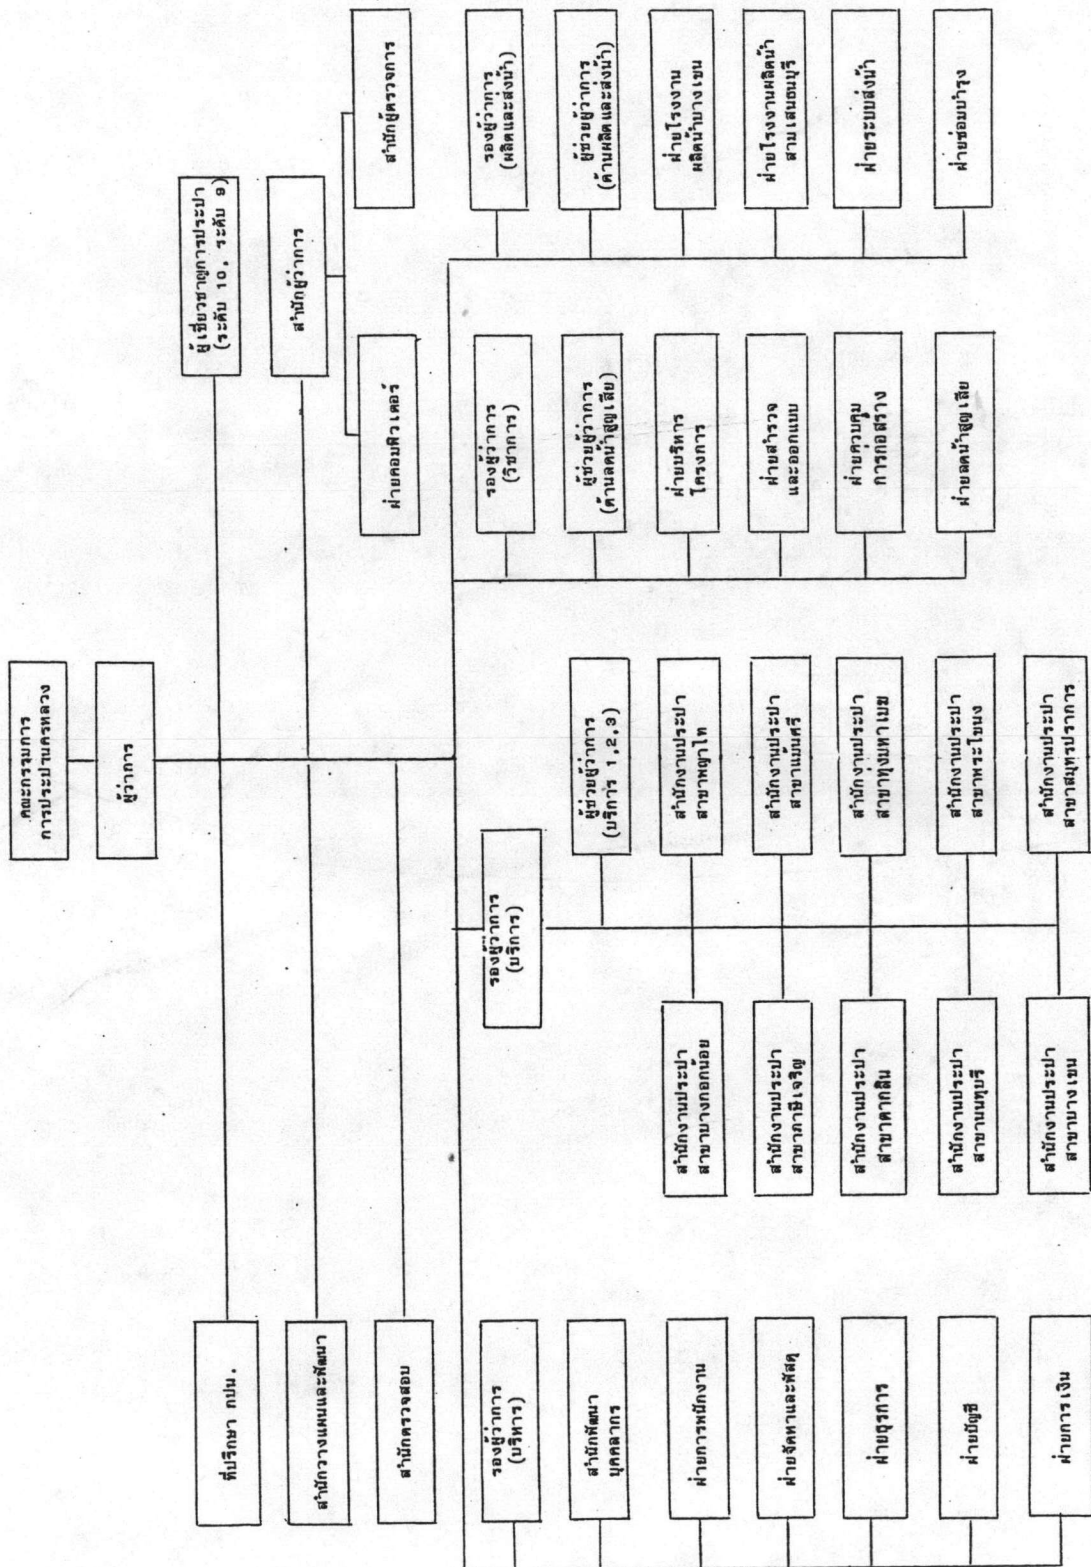 คณะกรรมการ
การประปานครหลวง
ผู้ว่าการ
ที่ปรึกษา กปน.
ผู้เชี่ยวชาญการประปา
(ระดับ 10, ระดับ 9)
สำนักวางแผนและพัฒนา
สำนักผู้ว่าการ
สำนักตรวจสอบ
ฝ่ายคอมพิวเตอร์
สำนักผู้ตรวจการ
รองผู้ว่าการ
(บริหาร)
สำนักพัฒนา
บุคคลากร
ฝ่ายการพนักงาน
ฝ่ายจัดหาและพัสดุ
ฝ่ายธุรการ
ฝ่ายบัญชี
ฝ่ายการเงิน
รองผู้ว่าการ
(บริการ)
ผู้ช่วยผู้ว่าการ
(บริการ 1,2,3)
สำนักงานประปา
สาขาบางกอกน้อย
สำนักงานประปา
สาขาพญาไท
สำนักงานประปา
สาขาภาษีเจริญ
สำนักงานประปา
สาขาแม้นศรี
สำนักงานประปา
สาขาตากสิน
สำนักงานประปา
สาขาทุ่งมหาเมฆ
สำนักงานประปา
สาขานนทบุรี
สำนักงานประปา
สาขาพระโขนง
สำนักงานประปา
สาขาบางเขน
สำนักงานประปา
สาขาสมุทรปราการ
รองผู้ว่าการ
(วิชาการ)
ผู้ช่วยผู้ว่าการ
(ด้านลดน้ำสูญเสีย)
ฝ่ายบริหาร
โครงการ
ฝ่ายสำรวจ
และออกแบบ
ฝ่ายควบคุม
การก่อสร้าง
ฝ่ายลดน้ำสูญเสีย
รองผู้ว่าการ
(ผลิตและส่งน้ำ)
ผู้ช่วยผู้ว่าการ
(ด้านผลิตและส่งน้ำ)
ฝ่ายโรงงาน
ผลิตน้ำบางเขน
ฝ่ายโรงงานผลิตน้ำ
สามเสนธนบุรี
ฝ่ายระบบส่งน้ำ
ฝ่ายซ่อมบำรุง